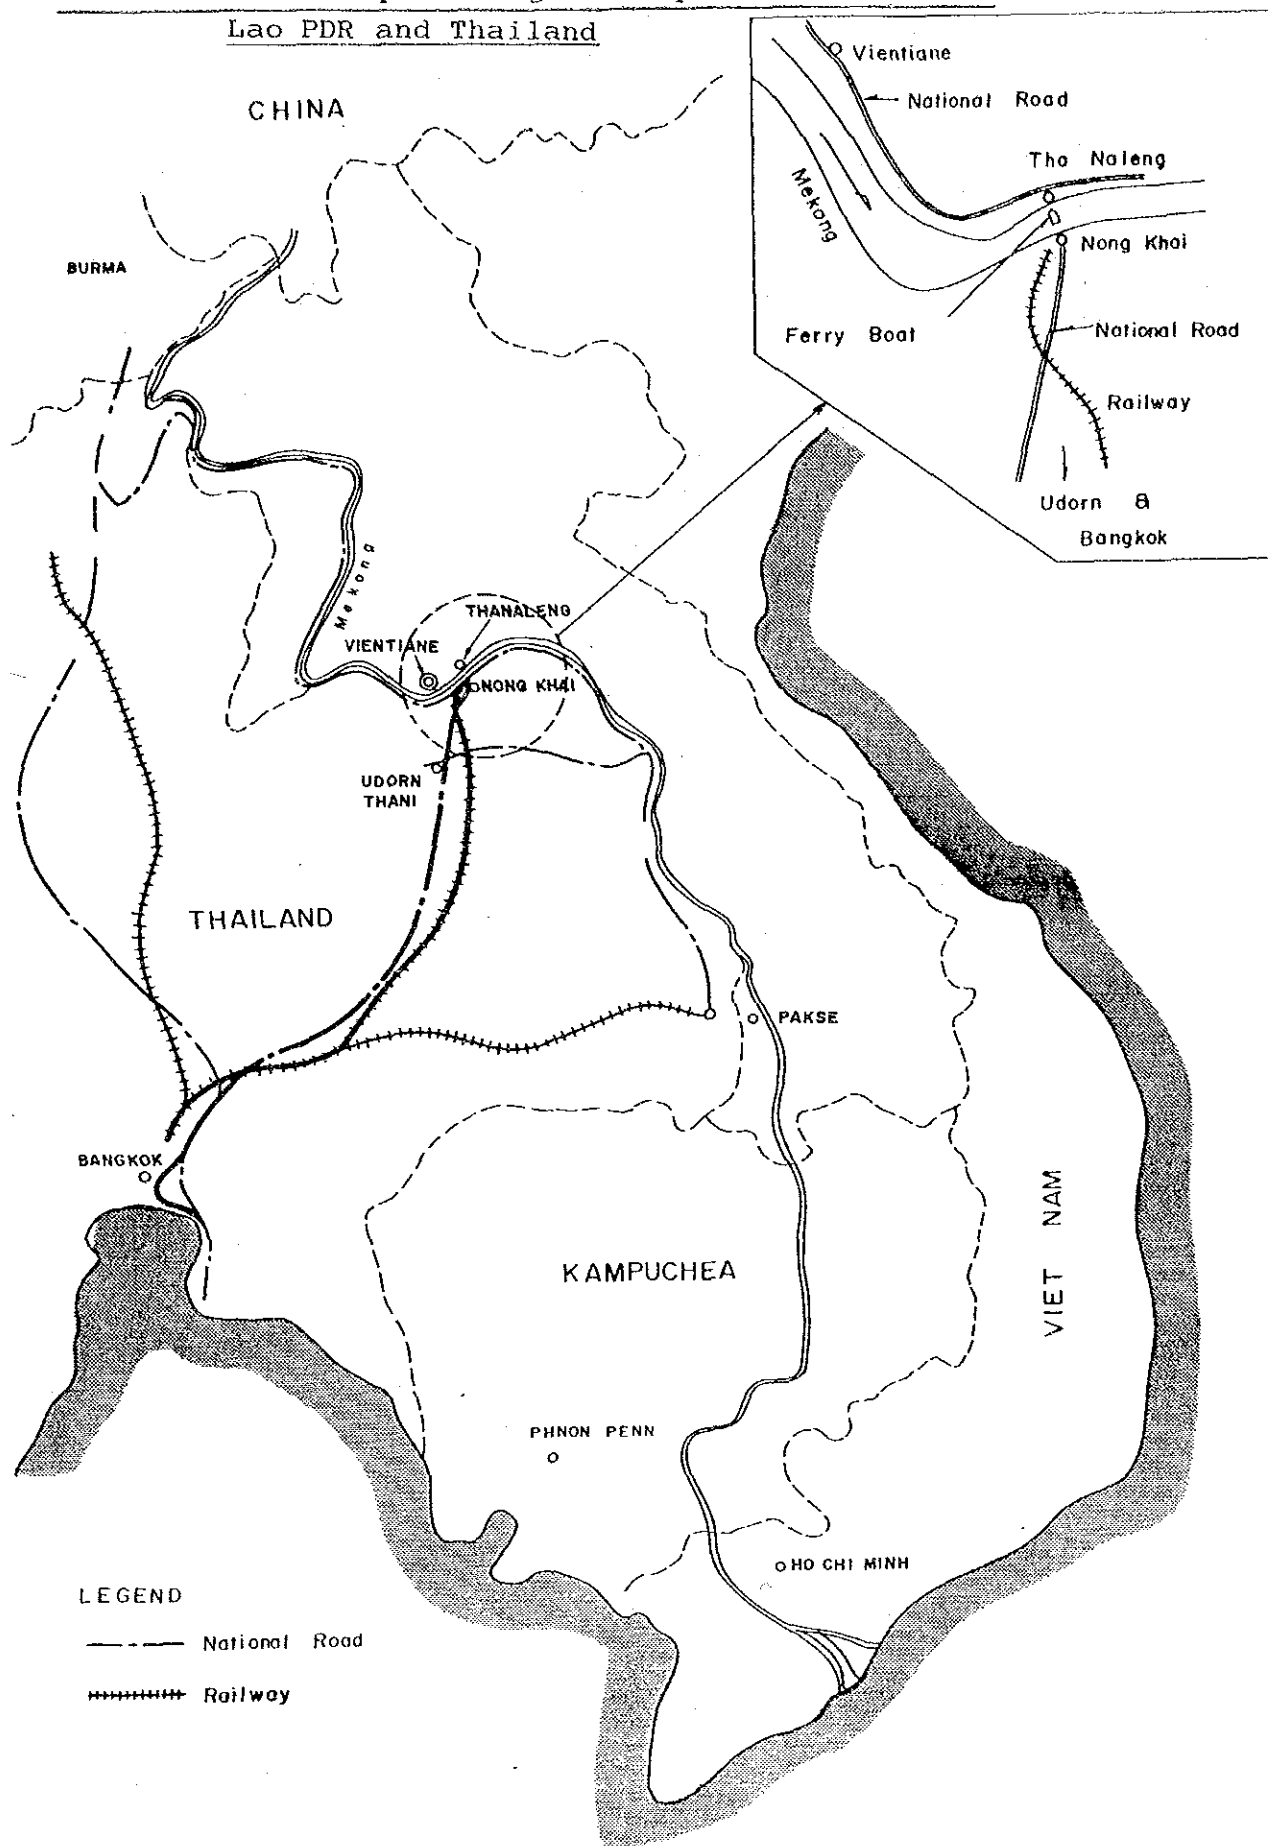 Lao PDR and Thailand
CHINA
BURMA
Vientiane
National Road
Tha Naleng
Mekong
Nong Khai
Ferry Boat
National Road
Railway
Udorn &
Bangkok
Mekong
THANALENG
VIENTIANE
NONG KHAI
UDORN
THANI
THAILAND
PAKSE
BANGKOK
KAMPUCHEA
VIET NAM
PHNON PENN
HO CHI MINH
LEGEND
National Road
Railway